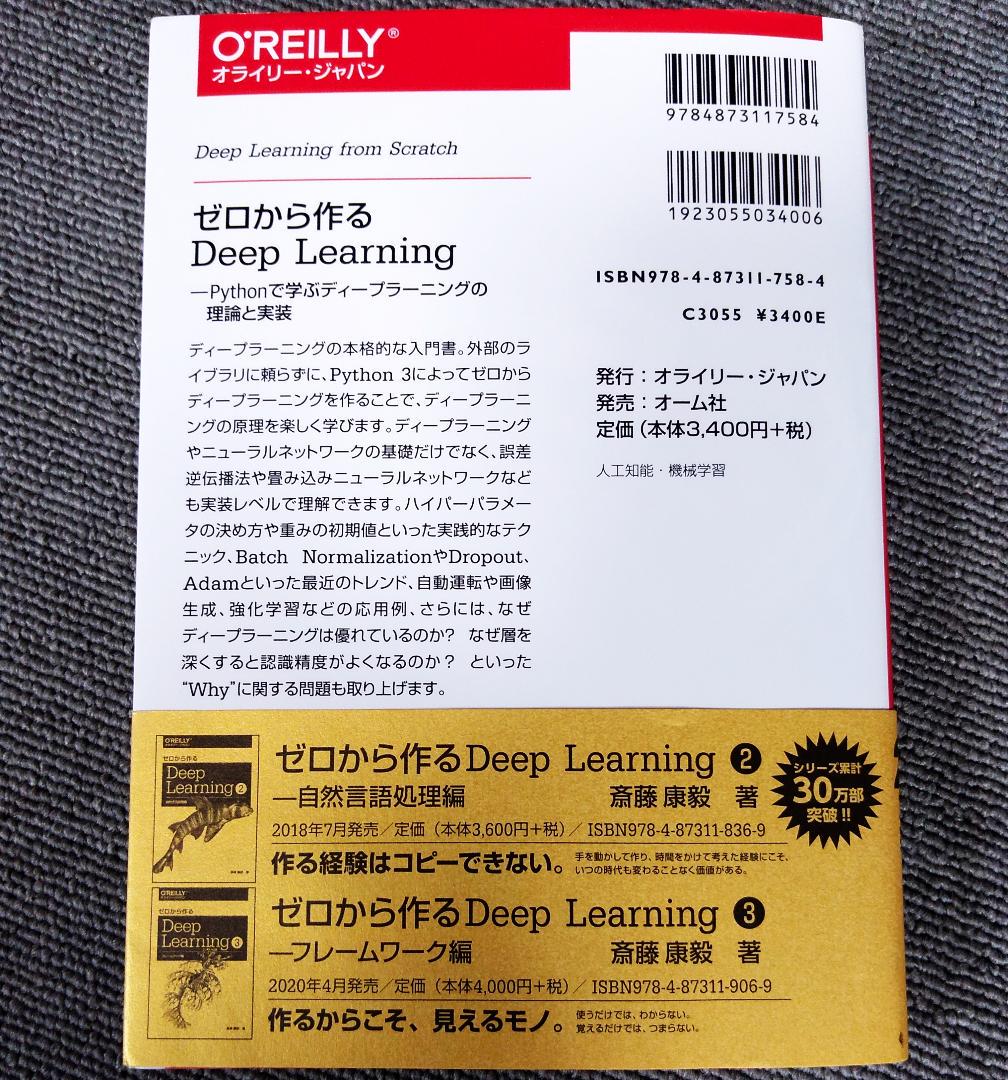 O'REILLY®
オライリー・ジャパン
9784873117584
1923055034006
Deep Learning from Scratch
ゼロから作る
Deep Learning
―Pythonで学ぶディープラーニングの
理論と実装
ディープラーニングの本格的な入門書。外部のラ
イブラリに頼らずに、Python 3によってゼロから
ディープラーニングを作ることで、ディープラーニ
ングの原理を楽しく学びます。ディープラーニング
やニューラルネットワークの基礎だけでなく、誤差
逆伝播法や畳み込みニューラルネットワークなど
も実装レベルで理解できます。ハイパーパラメー
タの決め方や重みの初期値といった実践的なテク
ニック、Batch NormalizationやDropout、
Adamといった最近のトレンド、自動運転や画像
生成、強化学習などの応用例、さらには、なぜ
ディープラーニングは優れているのか? なぜ層を
深くすると認識精度がよくなるのか? といった
“Why”に関する問題も取り上げます。
ISBN978-4-87311-758-4
C3055 ¥3400E
発行：オライリー・ジャパン
発売：オーム社
定価（本体3,400円＋税）
人工知能・機械学習
O'REILLY
ゼロから作る
Deep
Learning ❷
ゼロから作るDeep Learning ❷
―自然言語処理編 斎藤 康毅 著
2018年7月発売／定価（本体3,600円＋税）／ISBN978-4-87311-836-9
作る経験はコピーできない。
手を動かして作り、時間をかけて考えた経験にこそ、
いつの時代も変わることなく価値がある。
シリーズ累計
30万部
突破!!
O'REILLY
ゼロから作る
Deep
Learning ❸
ゼロから作るDeep Learning ❸
―フレームワーク編 斎藤 康毅 著
2020年4月発売／定価（本体4,000円＋税）／ISBN978-4-87311-906-9
作るからこそ、見えるモノ。
使うだけでは、わからない。
覚えるだけでは、つまらない。